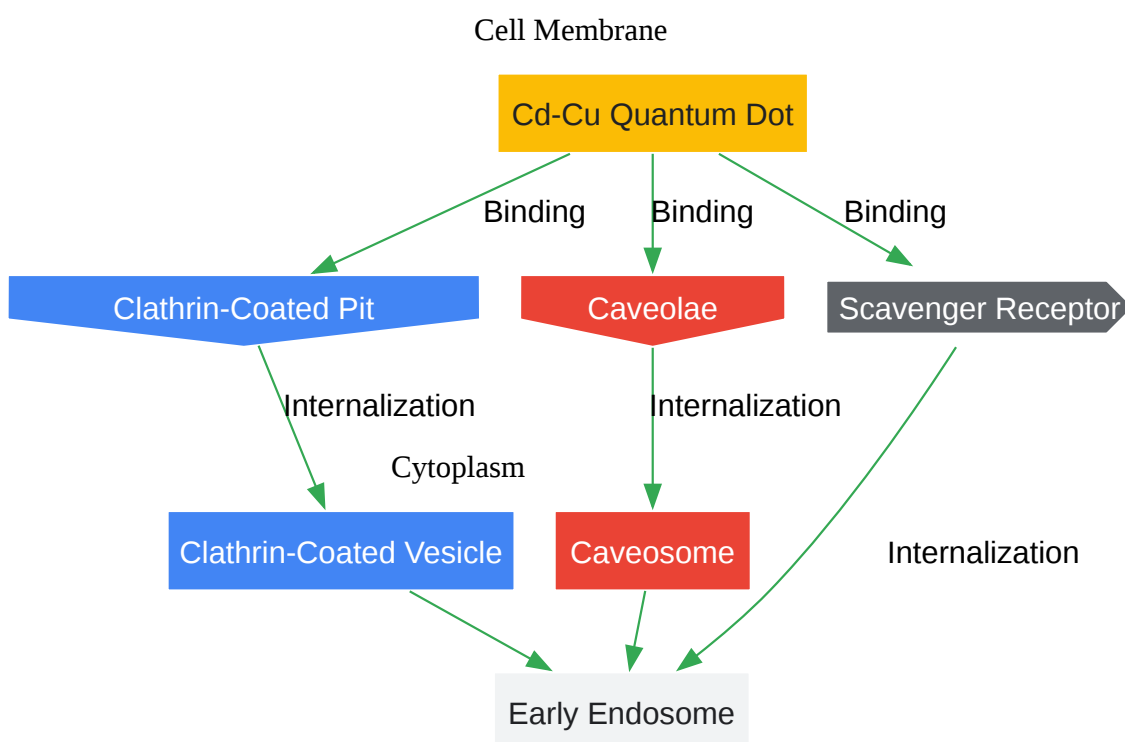 Cell Membrane
Cd-Cu Quantum Dot
Binding
Binding
Binding
Clathrin-Coated Pit
Caveolae
Scavenger Receptor
Internalization
Internalization
Cytoplasm
Clathrin-Coated Vesicle
Caveosome
Internalization
Early Endosome